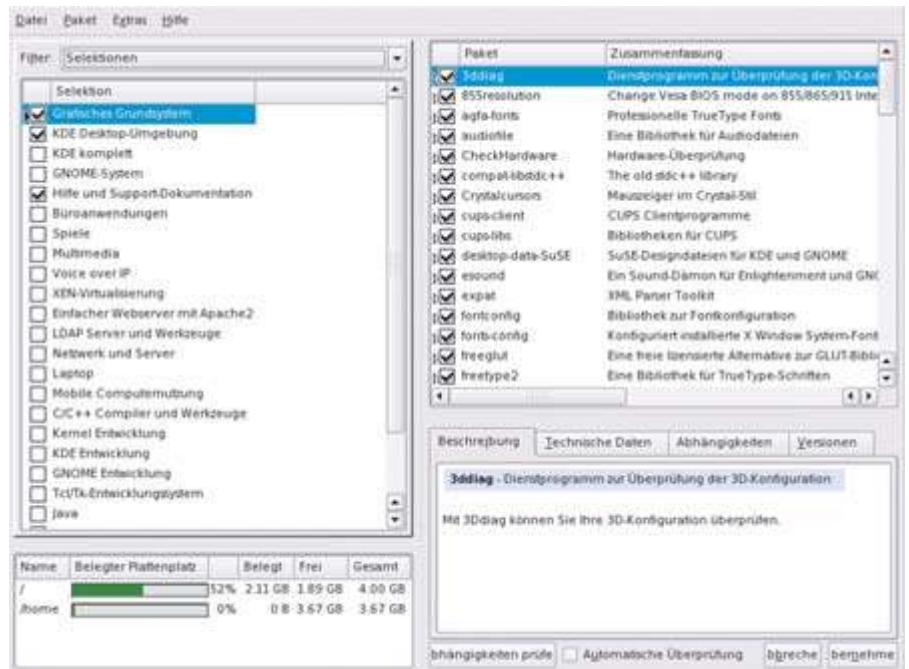 Datei Paket Extras Hilfe
Filter: Selektionen
Selektion
Grafisches Grundsystem
KDE Desktop-Umgebung
KDE komplett
GNOME-System
Hilfe und Support-Dokumentation
Büroanwendungen
Spiele
Multimedia
Voice over IP
XEN-Virtualisierung
Einfacher Webserver mit Apache2
LDAP Server und Werkzeuge
Netzwerk und Server
Laptop
Mobile Computernutzung
C/C++ Compiler und Werkzeuge
Kernel Entwicklung
KDE Entwicklung
GNOME Entwicklung
Tcl/Tk-Entwicklungssystem
Java
Name Belegter Plattenplatz Belegt Frei Gesamt
/ 52% 2.11 GB 1.89 GB 4.00 GB
/home 0% 0 B 3.67 GB 3.67 GB
Paket Zusammenfassung
3ddiag Dienstprogramm zur Überprüfung der 3D-Kon
855resolution Change Vesa BIOS mode on 855/865/915 Inte
agfa-fonts Professionelle TrueType Fonts
audiofile Eine Bibliothek für Audiodateien
CheckHardware Hardware-Überprüfung
compat-libstdc++ The old stdc++ library
Crystalcursors Mauszeiger im Crystal-Stil
cups-client CUPS Clientprogramme
cups-libs Bibliotheken für CUPS
desktop-data-SuSE SuSE-Designdateien für KDE und GNOME
esound Ein Sound-Dämon für Enlightenment und GNO
expat XML Parser Toolkit
fontconfig Bibliothek zur Fontkonfiguration
fonts-config Konfiguriert installierte X Window System-Font
freeglut Eine freie lizensierte Alternative zur GLUT-Biblio
freetype2 Eine Bibliothek für TrueType-Schriften
Beschreibung Technische Daten Abhängigkeiten Versionen
3ddiag - Dienstprogramm zur Überprüfung der 3D-Konfiguration
Mit 3Ddiag können Sie Ihre 3D-Konfiguration überprüfen.
bhängigkeiten prüfe Automatische Überprüfung bbreche bernehme